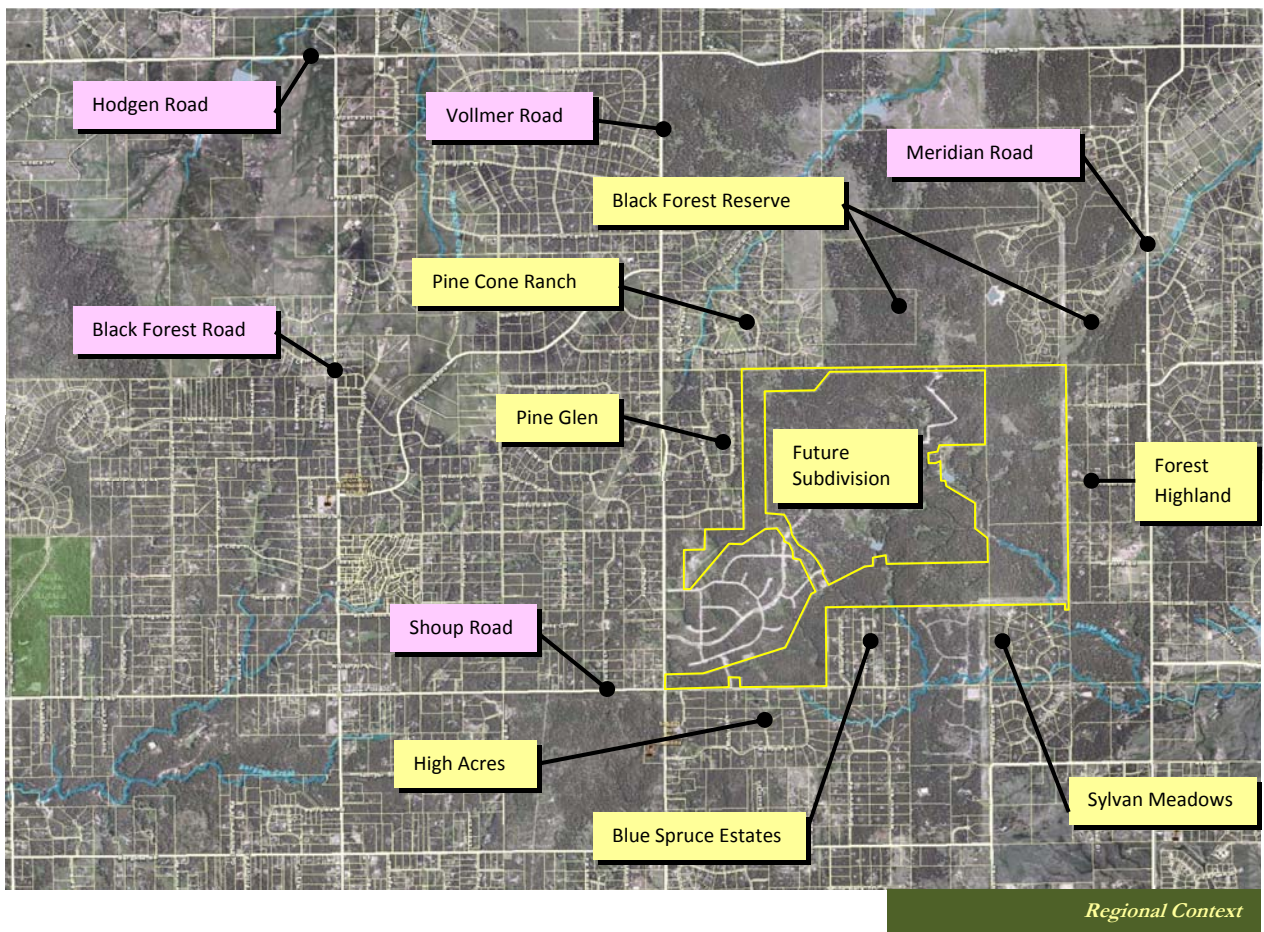 Hodgen Road
Vollmer Road
Meridian Road
Black Forest Reserve
Pine Cone Ranch
Black Forest Road
Pine Glen
Future
Subdivision
Forest
Highland
Shoup Road
High Acres
Sylvan Meadows
Blue Spruce Estates
Regional Context